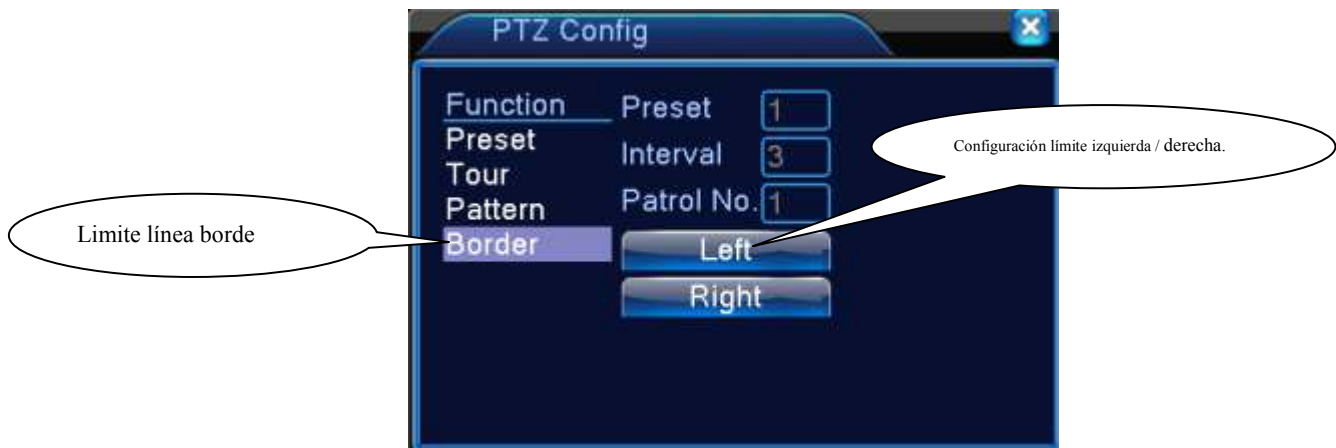 PTZ Config
Function
Preset
Tour
Pattern
Border
Preset 1
Interval 3
Patrol No. 1
Left
Right
Limite línea borde
Configuración límite izquierda / derecha.